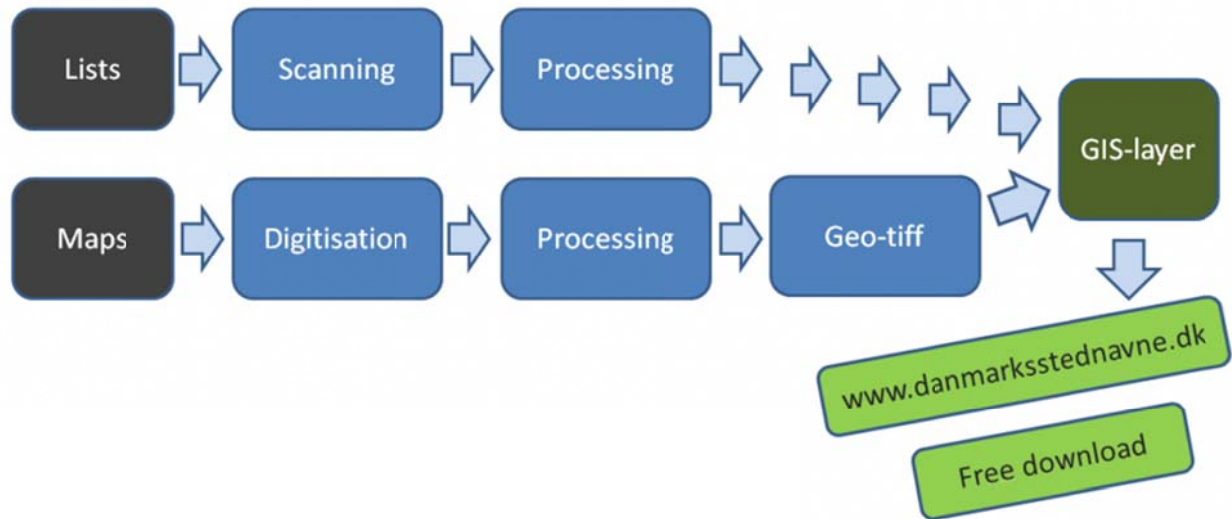 Lists
Scanning
Processing
GIS-layer
Maps
Digitisation
Processing
Geo-tiff
www.danmarksstednavne.dk
Free download